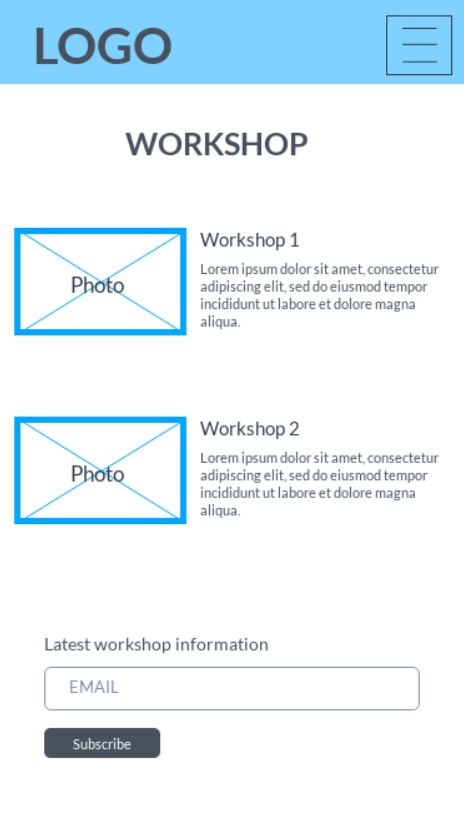 LOGO
WORKSHOP
Photo
Workshop 1
Lorem ipsum dolor sit amet, consectetur
adipiscing elit, sed do eiusmod tempor
incididunt ut labore et dolore magna
aliqua.
Photo
Workshop 2
Lorem ipsum dolor sit amet, consectetur
adipiscing elit, sed do eiusmod tempor
incididunt ut labore et dolore magna
aliqua.
Latest workshop information
EMAIL
Subscribe